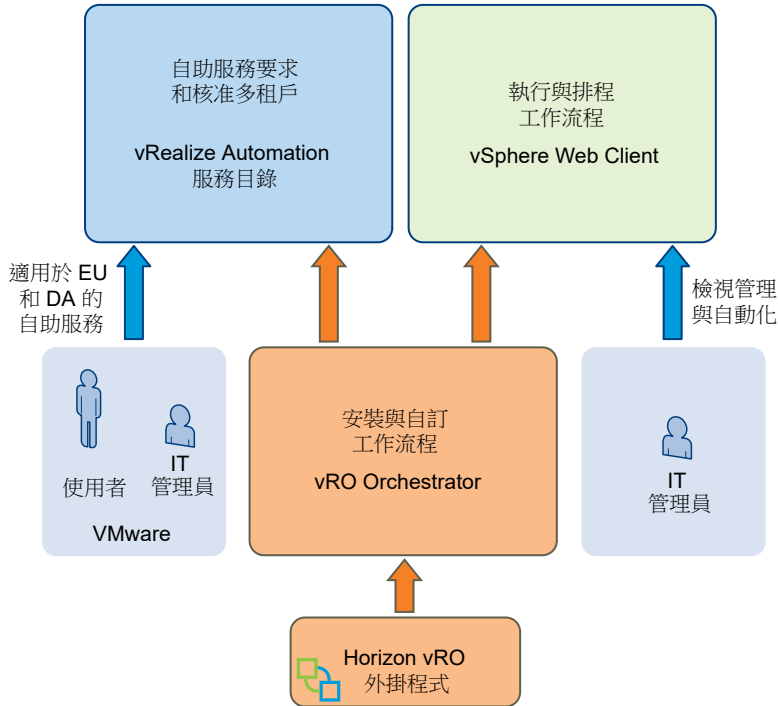 自助服務要求
和核准多租戶
vRealize Automation
服務目錄
執行與排程
工作流程
vSphere Web Client
適用於 EU
和 DA 的
自助服務
檢視管理
與自動化
使用者
IT
管理員
VMware
安裝與自訂
工作流程
vRO Orchestrator
IT
管理員
Horizon vRO
外掛程式